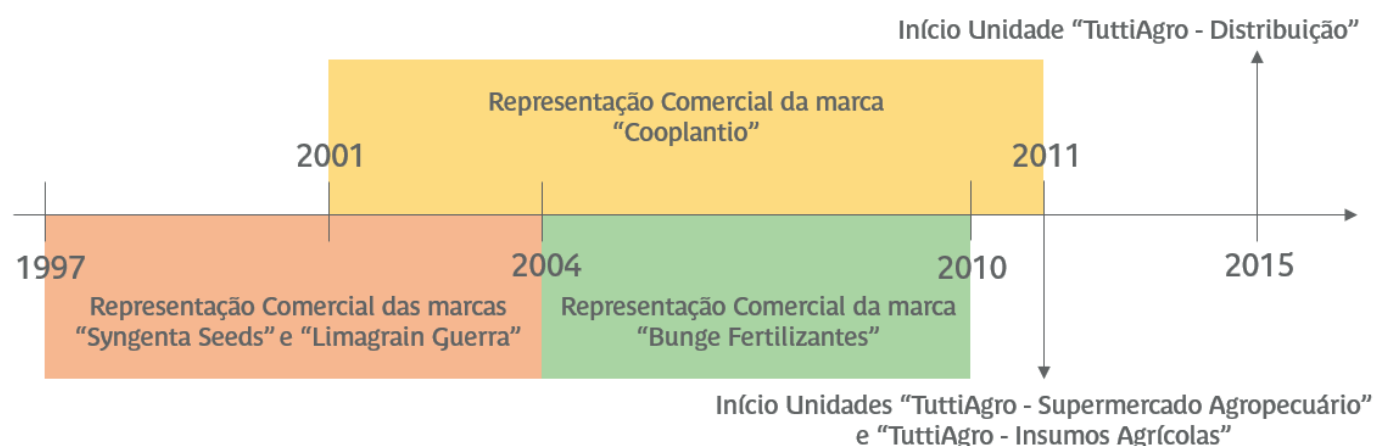 Início Unidade “TuttiAgro - Distribuição”
Representação Comercial da marca
“Cooplantio”
2001
2011
1997
2004
2010
2015
Representação Comercial das marcas
“Syngenta Seeds” e “Limagrain Guerra”
Representação Comercial da marca
“Bunge Fertilizantes”
Início Unidades “TuttiAgro - Supermercado Agropecuário”
e “TuttiAgro - Insumos Agrícolas”